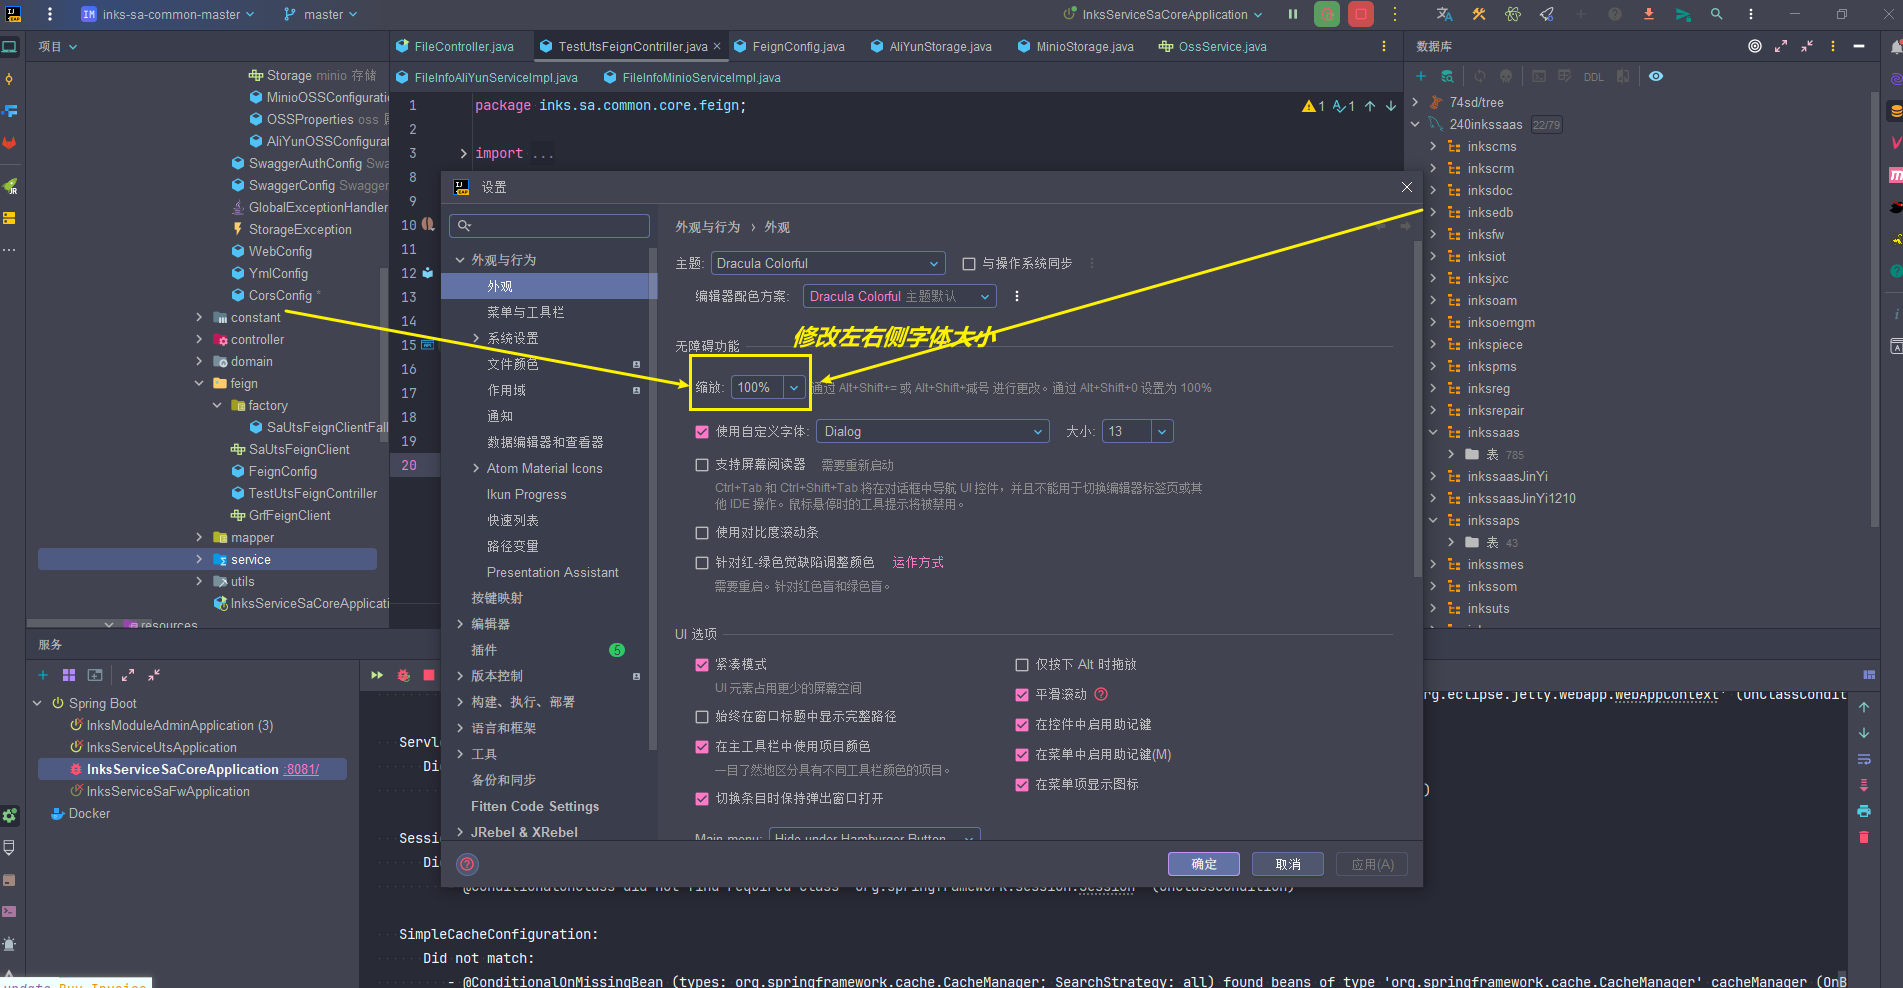 inks-sa-common-master
master
InksServiceSaCoreApplication
项目
FileController.java
TestUtsFeignContriller.java
FeignConfig.java
AliYunStorage.java
MinioStorage.java
OssService.java
数据库
FileInfoAliYunServiceImpl.java
FileInfoMinioServiceImpl.java
DDL
Storage minio 存储
MinioOSSConfigurati
OSSProperties oss
AliYunOSSConfigurat
SwaggerAuthConfig Swa
SwaggerConfig Swagger
GlobalExceptionHandler
StorageException
WebConfig
YmlConfig
CorsConfig *
constant
controller
domain
feign
factory
SaUtsFeignClientFall
SaUtsFeignClient
FeignConfig
TestUtsFeignContriller
GrfFeignClient
mapper
service
utils
InksServiceSaCoreApplicati
resources
1 package inks.sa.common.core.feign;
2
3 import ...
8
9
10
11
12
13
14
15
16
17
18
19
20
1 1
74sd/tree
240inkssaas 22/79
inkscms
inkscrm
inksdoc
inksedb
inksfw
inksiot
inksjxc
inksoam
inksoemgm
inkspiece
inkspms
inksreg
inksrepair
inkssaas
表 785
inkssaasJinYi
inkssaasJinYi1210
inkssaps
表 43
inkssmes
inkssom
inksuts
设置
外观与行为
外观
菜单与工具栏
系统设置
文件颜色
作用域
通知
数据编辑器和查看器
Atom Material Icons
Ikun Progress
快速列表
路径变量
Presentation Assistant
按键映射
编辑器
插件 5
版本控制
构建、执行、部署
语言和框架
工具
备份和同步
Fitten Code Settings
JRebel & XRebel
外观与行为 › 外观
主题: Dracula Colorful 与操作系统同步
编辑器配色方案: Dracula Colorful 主题默认
修改左右侧字体大小
无障碍功能
缩放: 100% 通过 Alt+Shift+= 或 Alt+Shift+减号 进行更改。通过 Alt+Shift+0 设置为 100%
使用自定义字体: Dialog 大小: 13
支持屏幕阅读器 需要重新启动
Ctrl+Tab 和 Ctrl+Shift+Tab 将在对话框中导航 UI 控件，并且不能用于切换编辑器标签页或其
他 IDE 操作。鼠标悬停时的工具提示将被禁用。
使用对比度滚动条
针对红-绿色觉缺陷调整颜色 运作方式
需要重启。针对红色盲和绿色盲。
UI 选项
紧凑模式
UI 元素占用更少的屏幕空间
始终在窗口标题中显示完整路径
在主工具栏中使用项目颜色
一目了然地区分具有不同工具栏颜色的项目。
切换条目时保持弹出窗口打开
仅按下 Alt 时拖放
平滑滚动
在控件中启用助记键
在菜单中启用助记键(M)
在菜单项显示图标
Main menu: Hide under Hamburger Button
确定
取消
应用(A)
服务
Spring Boot
InksModuleAdminApplication (3)
InksServiceUtsApplication
InksServiceSaCoreApplication :8081/
InksServiceSaFwApplication
Docker
rg.eclipse.jetty.webapp.WebAppContext' (OnClassCondit
Servl
Di
)
Sessi
Di
@ConditionalOnClass did not find required class 'org.springframework.session.Session' (OnClassCondition)
SimpleCacheConfiguration:
Did not match:
- @ConditionalOnMissingBean (types: org.springframework.cache.CacheManager; SearchStrategy: all) found beans of type 'org.springframework.cache.CacheManager' cacheManager (OnB